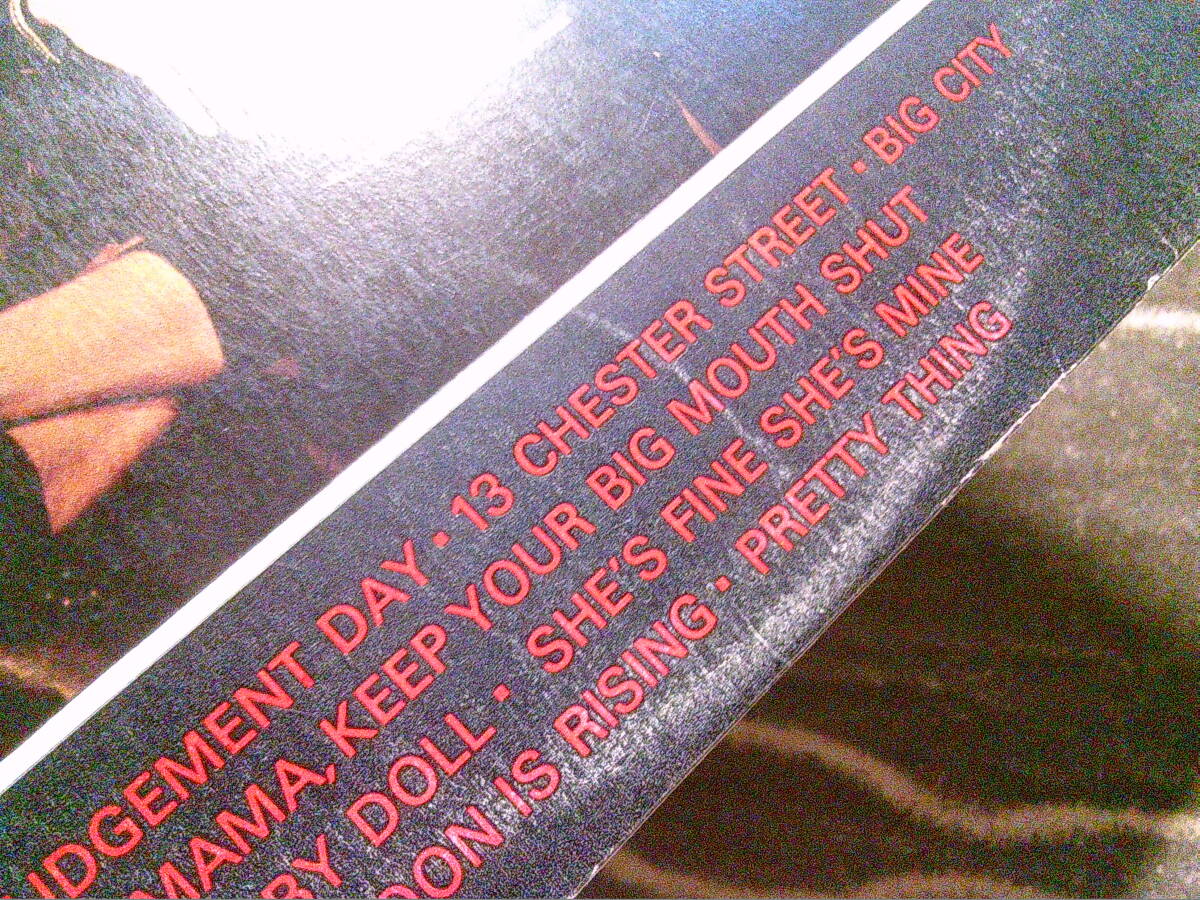 UDGEMENT DAY • 13 CHESTER STREET • BIG CITY
MAMA, KEEP YOUR BIG MOUTH SHUT
BY DOLL • SHE'S FINE SHE'S MINE
OON IS RISING • PRETTY THING